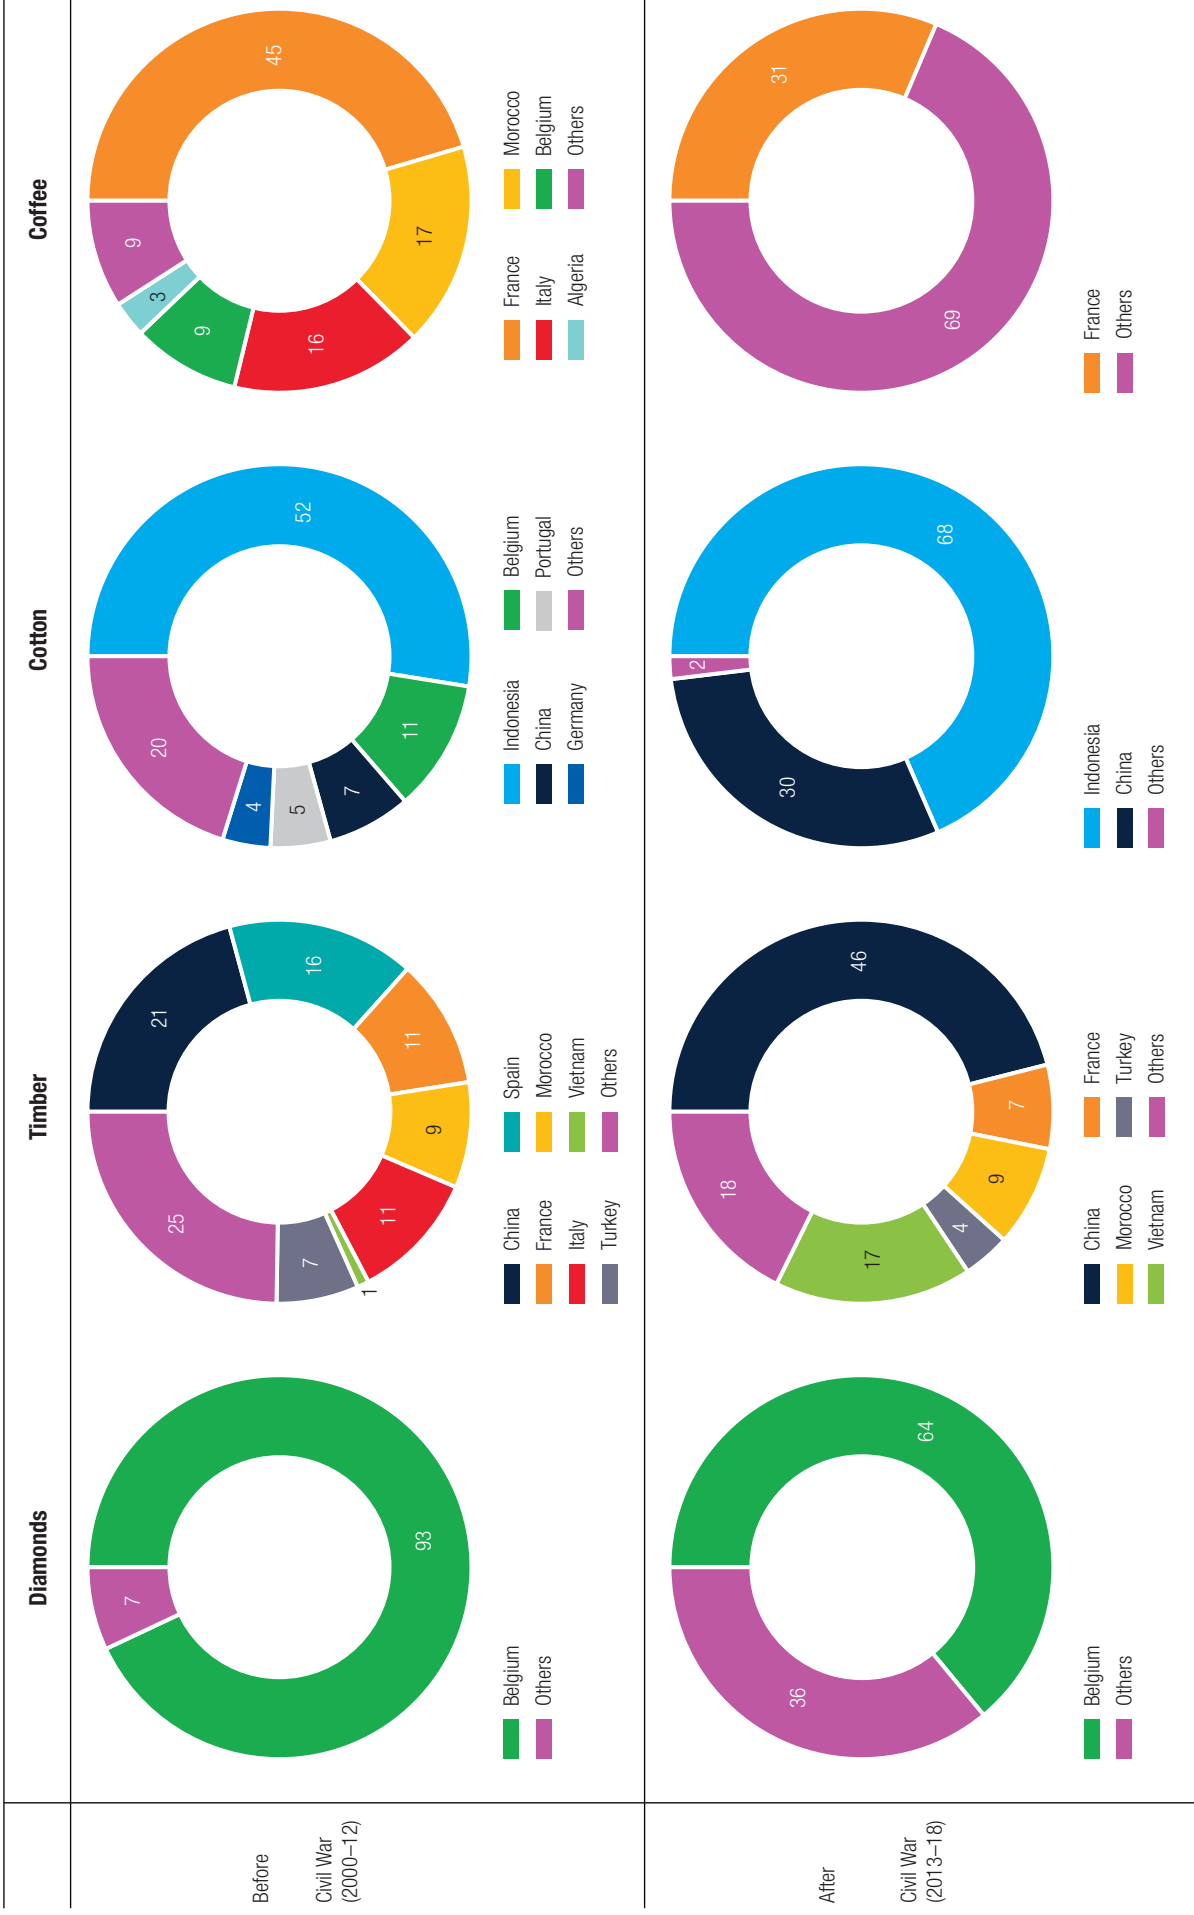 Diamonds
Timber
Cotton
Coffee
Before
Civil War
(2000–12)
93
7
Belgium
Others
21
16
11
9
11
1
7
25
China
Spain
France
Morocco
Italy
Vietnam
Turkey
Others
52
11
7
5
4
20
Indonesia
Belgium
China
Portugal
Germany
Others
45
17
16
9
3
9
France
Morocco
Italy
Belgium
Algeria
Others
After
Civil War
(2013–18)
64
36
Belgium
Others
46
7
9
4
17
18
China
France
Morocco
Turkey
Vietnam
Others
68
30
2
Indonesia
China
Others
31
69
France
Others